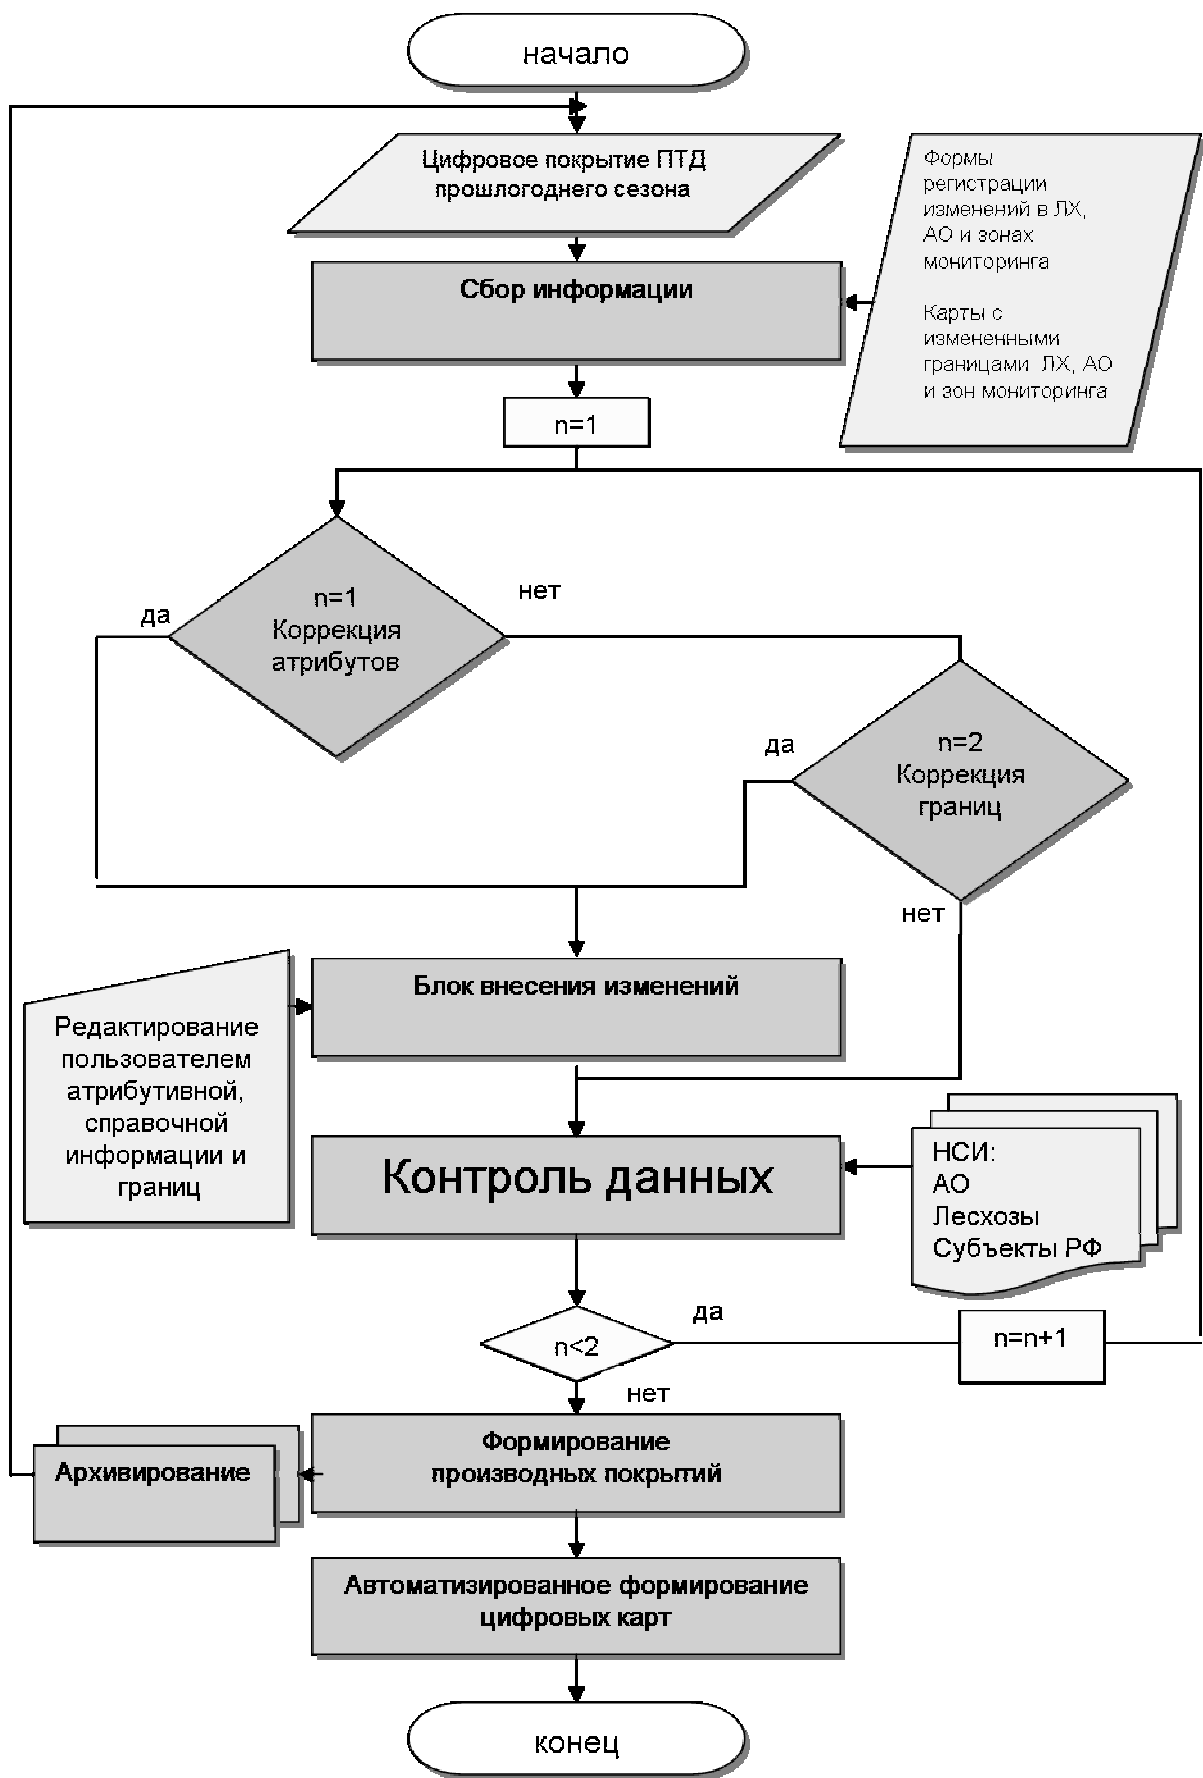 начало
Цифровое покрытие ПТД
прошлогоднего сезона
Формы
регистрации
изменений в ЛХ,
АО и зонах
мониторинга
Карты с
измененными
границами ЛХ, АО
и зон мониторинга
Сбор информации
n=1
n=1
Коррекция
атрибутов
да
нет
n=2
Коррекция
границ
да
нет
Блок внесения изменений
Редактирование
пользователем
атрибутивной,
справочной
информации и
границ
Контроль данных
НСИ:
АО
Лесхозы
Субъекты РФ
n<2
да
n=n+1
нет
Формирование
производных покрытий
Архивирование
Автоматизированное формирование
цифровых карт
конец